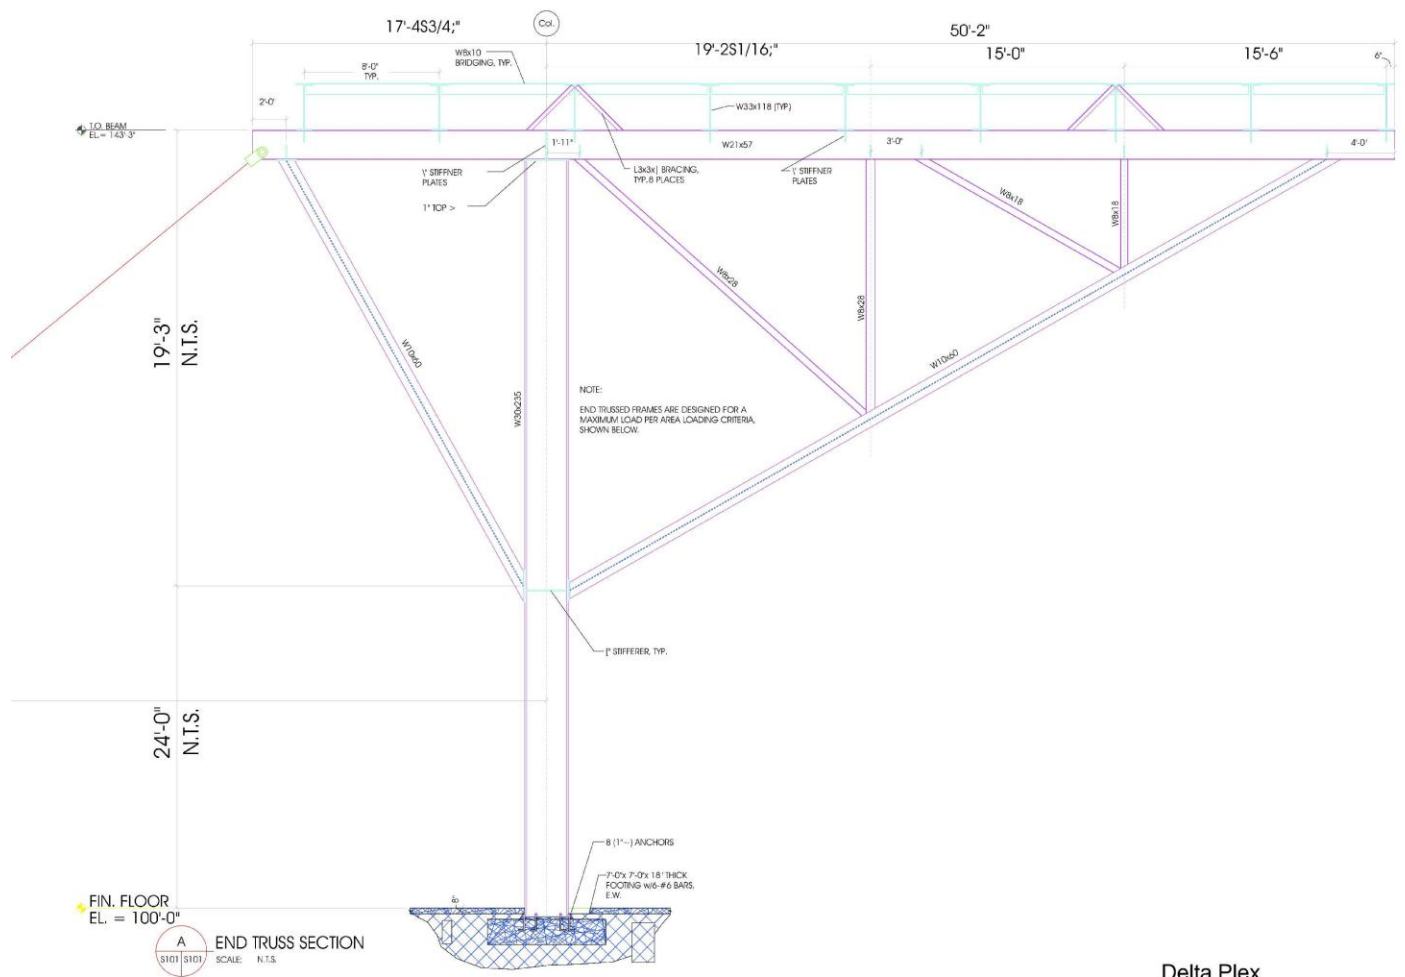 17'-4S3/4;"
Col.
50'-2"
19'-2S1/16;"
15'-0"
15'-6"
6"
W8x10
BRIDGING, TYP.
8'-0"
TYP.
2'-0'
W33x118 (TYP)
T.O. BEAM
EL.= 143'-3"
1'-11"
W21x57
3'-0"
4'-0'
\" STIFFNER
PLATES
L3x3x| BRACING,
TYP. 8 PLACES
\" STIFFNER
PLATES
1" TOP >
W8x18
W8x18
W8x28
W8x28
19'-3"
N.T.S.
W10x60
W10x60
W30x235
NOTE:
END TRUSSED FRAMES ARE DESIGNED FOR A
MAXIMUM LOAD PER AREA LOADING CRITERIA,
SHOWN BELOW.
[" STIFFERER, TYP.
24'-0"
N.T.S.
8 (1"~) ANCHORS
7'-0"x 7'-0"x 18" THICK
FOOTING w/6-#6 BARS,
E.W.
8"
FIN. FLOOR
EL. = 100'-0"
A
S101 S101
END TRUSS SECTION
SCALE: N.T.S.
Delta Plex